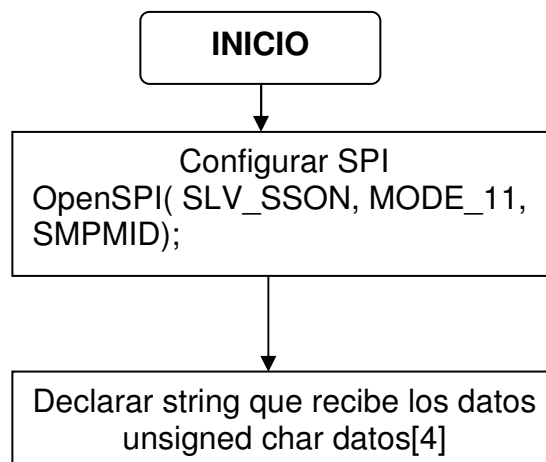 INICIO
Configurar SPI
OpenSPI( SLV_SSON, MODE_11,
SMPMID);
Declarar string que recibe los datos
unsigned char datos[4]